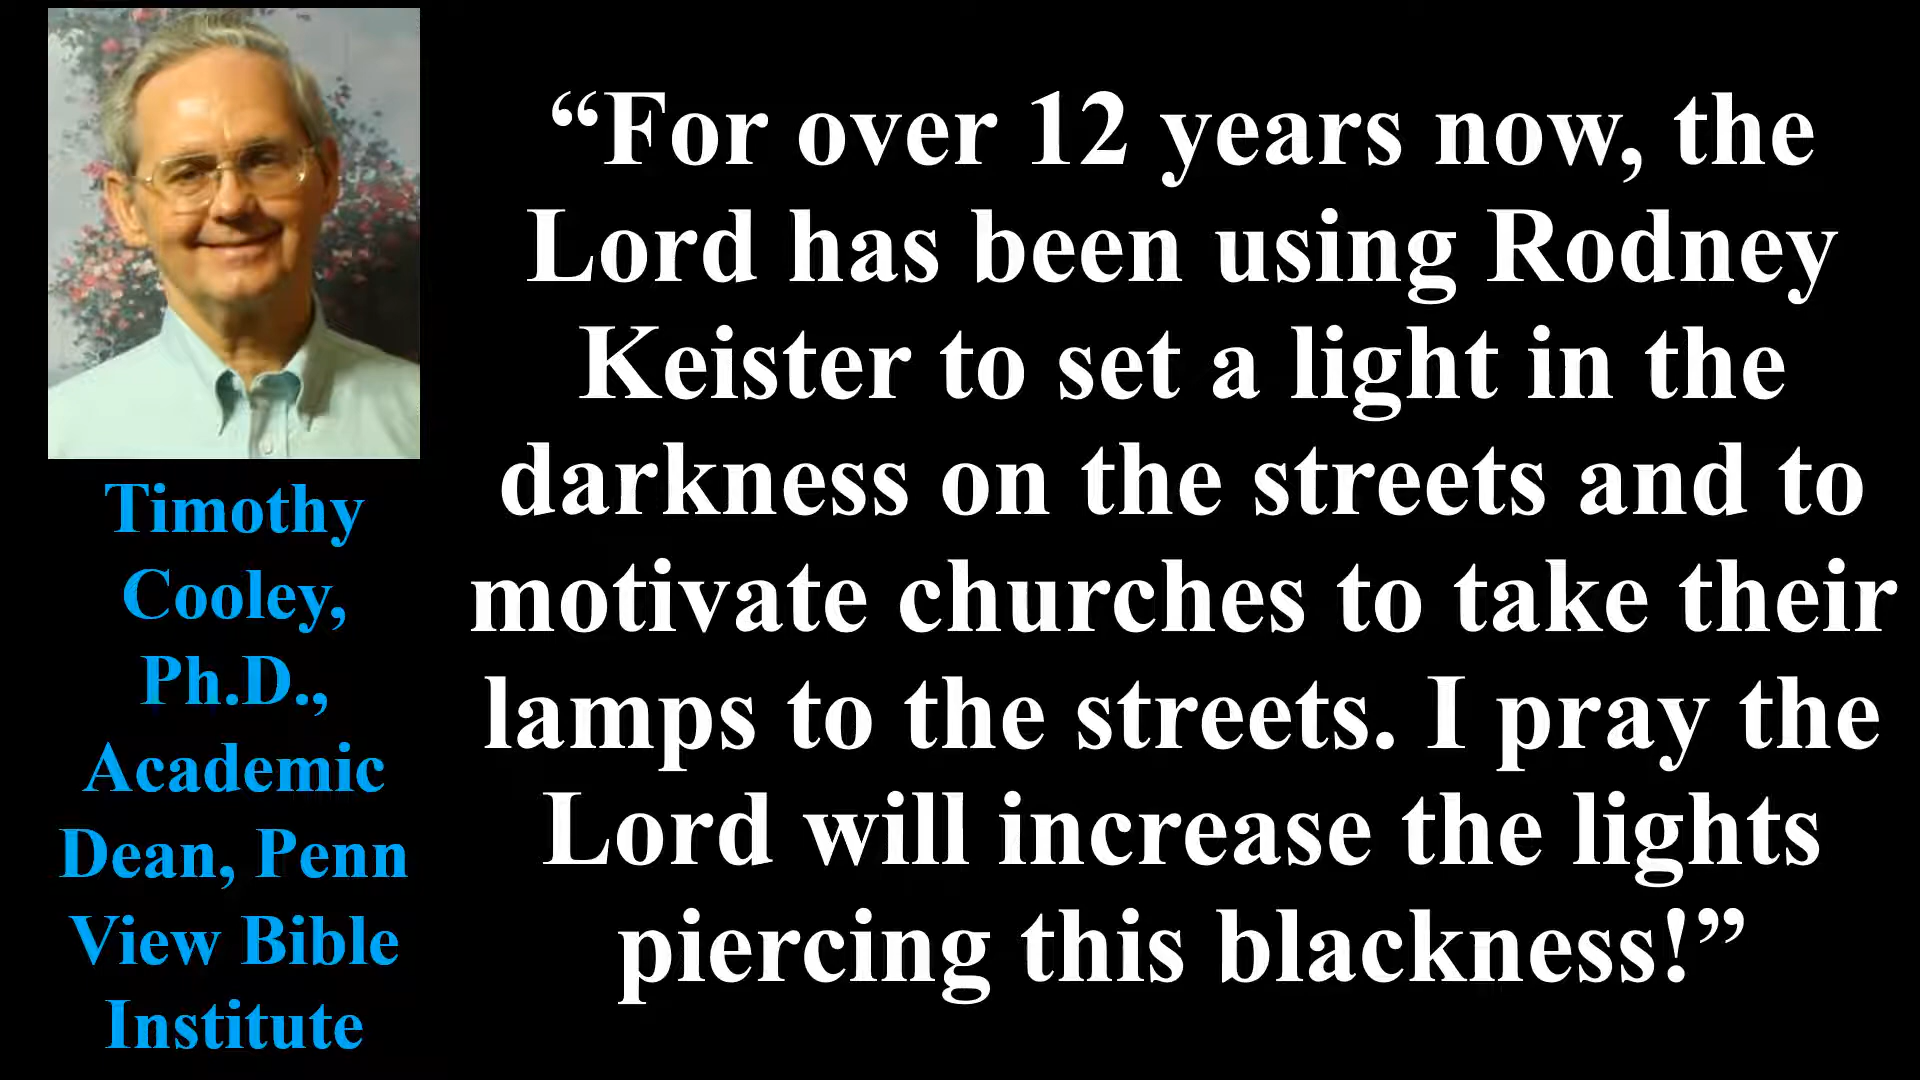 “For over 12 years now, the
Lord has been using Rodney
Keister to set a light in the
darkness on the streets and to
motivate churches to take their
lamps to the streets. I pray the
Lord will increase the lights
piercing this blackness!”
Timothy
Cooley,
Ph.D.,
Academic
Dean, Penn
View Bible
Institute